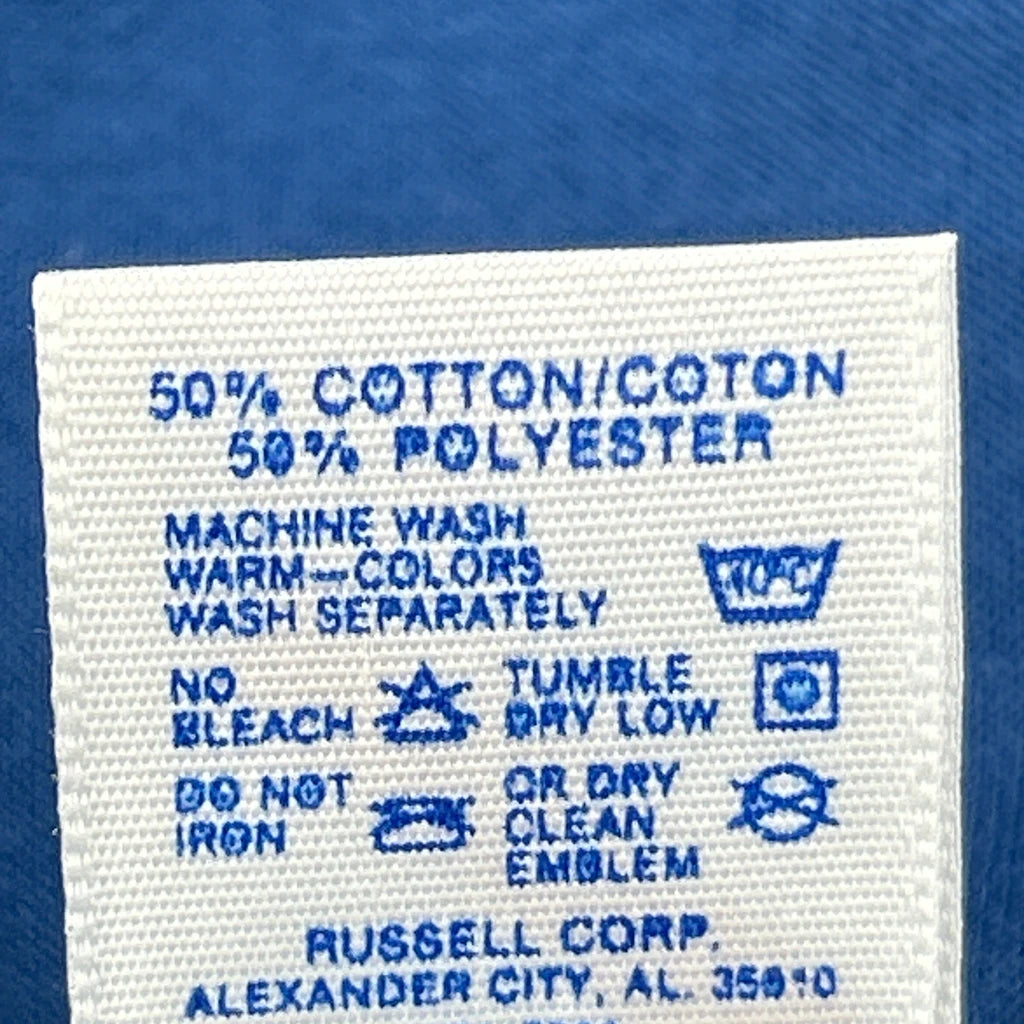 50% COTTON/COTON
50% POLYESTER
MACHINE WASH
WARM—COLORS
WASH SEPARATELY
NO
BLEACH
TUMBLE
DRY LOW
DO NOT
IRON
OR DRY
CLEAN
EMBLEM
RUSSELL CORP.
ALEXANDER CITY, AL.